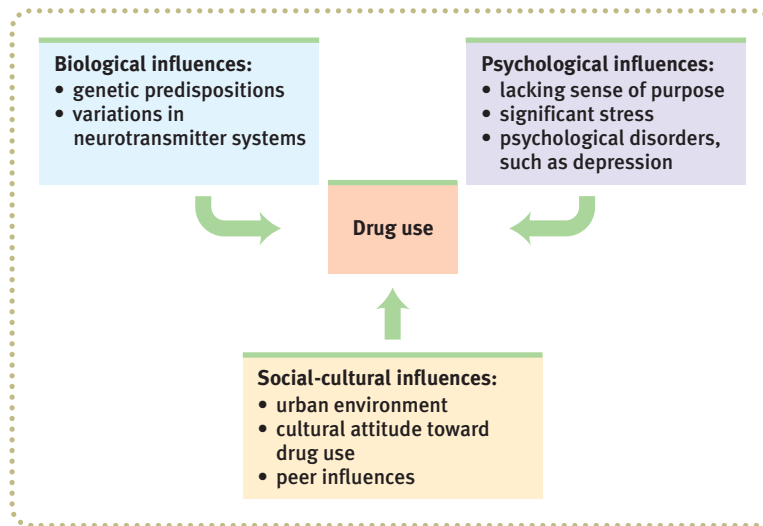 Biological influences:
• genetic predispositions
• variations in
neurotransmitter systems
Psychological influences:
• lacking sense of purpose
• significant stress
• psychological disorders,
such as depression
Drug use
Social-cultural influences:
• urban environment
• cultural attitude toward
drug use
• peer influences